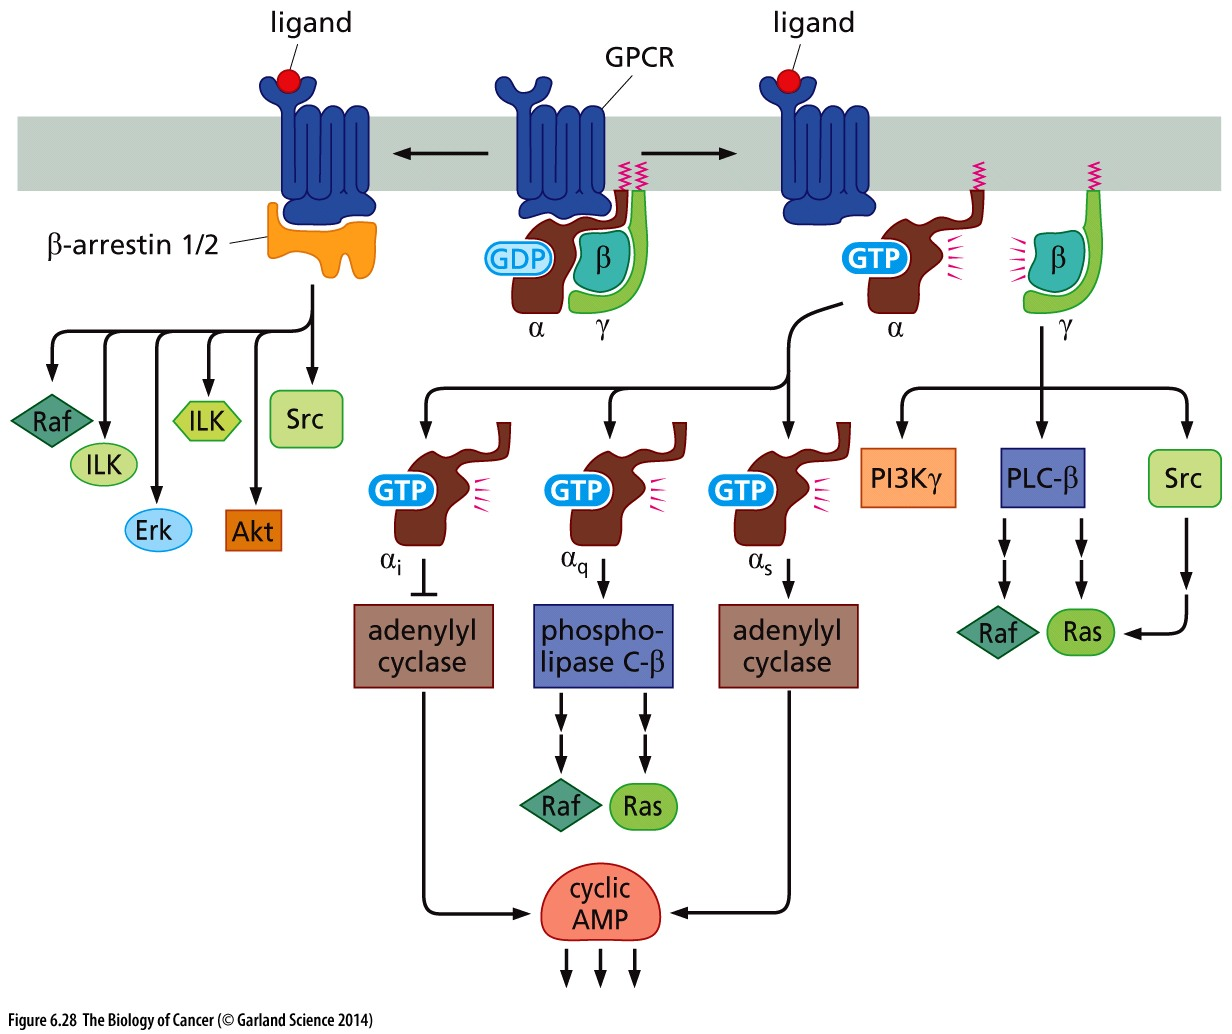 ligand
GPCR
ligand
β-arrestin 1/2
GDP
β
α
γ
GTP
α
β
γ
Raf
ILK
Erk
ILK
Akt
Src
GTP
αi
GTP
αq
GTP
αs
PI3Kγ
PLC-β
Src
adenylyl
cyclase
phospho-
lipase C-β
adenylyl
cyclase
Raf
Ras
Raf
Ras
cyclic
AMP
Figure 6.28 The Biology of Cancer (© Garland Science 2014)